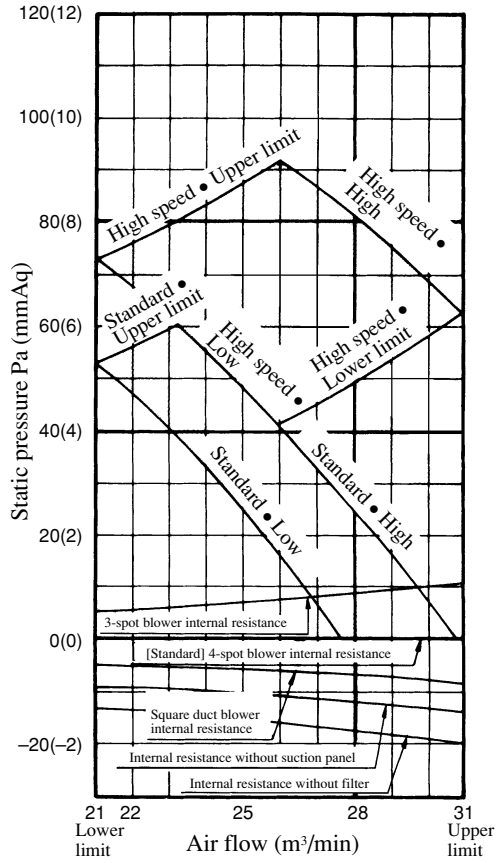 120(12)
100(10)
80(8)
60(6)
40(4)
20(2)
0(0)
–20(–2)
Static pressure Pa (mmAq)
High speed • Upper limit
High speed •
High
Standard •
Upper limit
High speed •
Low
High speed •
Lower limit
Standard • Low
Standard • High
3-spot blower internal resistance
[Standard] 4-spot blower internal resistance
Square duct blower
internal resistance
Internal resistance without suction panel
Internal resistance without filter
21 22 25 28 31
Lower
limit
Air flow (m³/min)
Upper
limit